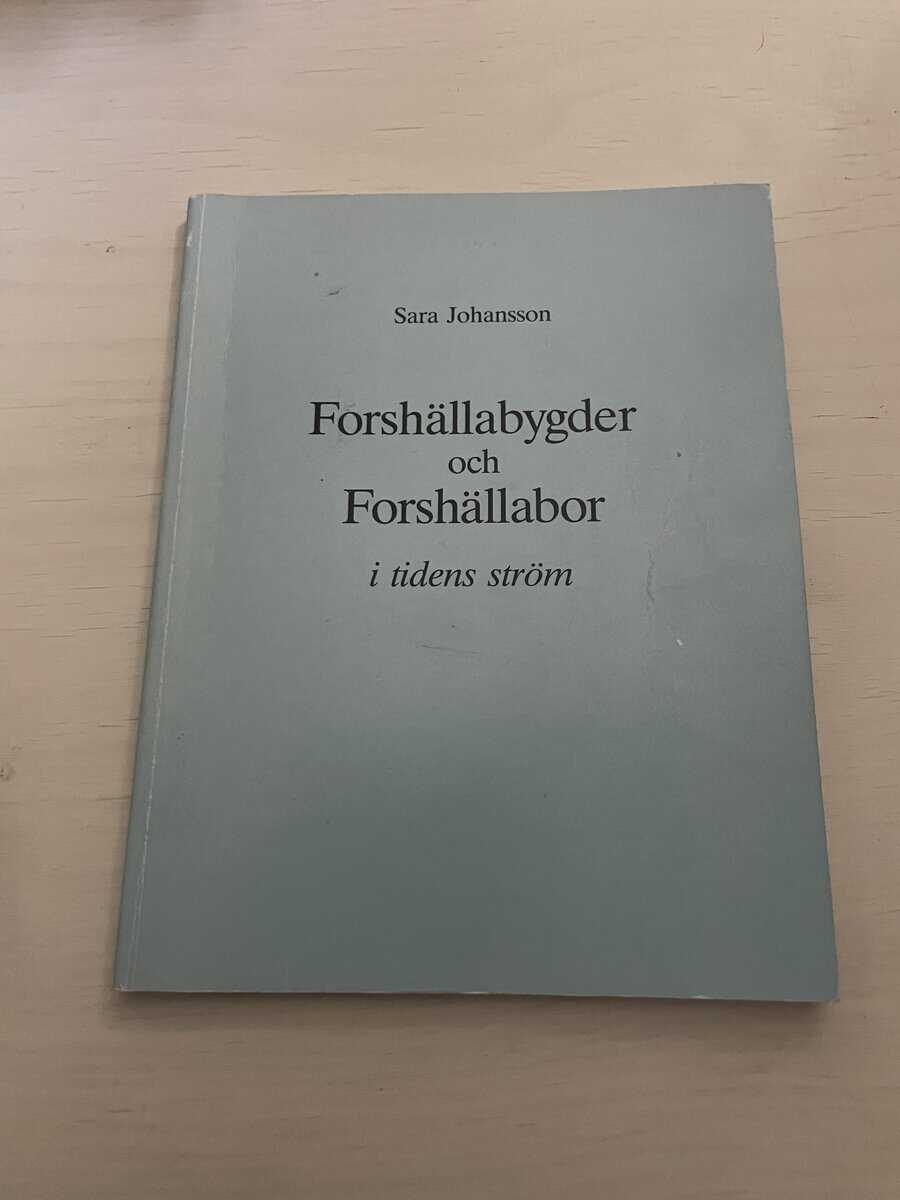 Sara Johansson
Forshällabygder
och
Forshällabor
i tidens ström